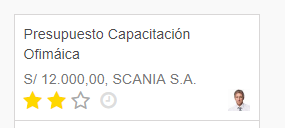 Presupuesto Capacitación
Ofimáica
S/ 12.000,00, SCANIA S.A.